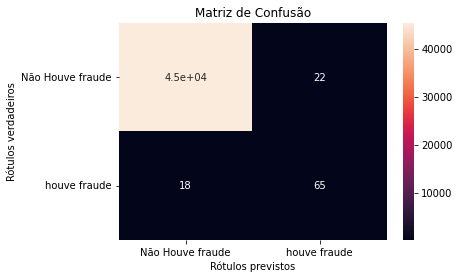 Matriz de Confusão
Rótulos verdadeiros
Não Houve fraude
houve fraude
4.5e+04
22
18
65
Não Houve fraude
houve fraude
Rótulos previstos
40000
30000
20000
10000